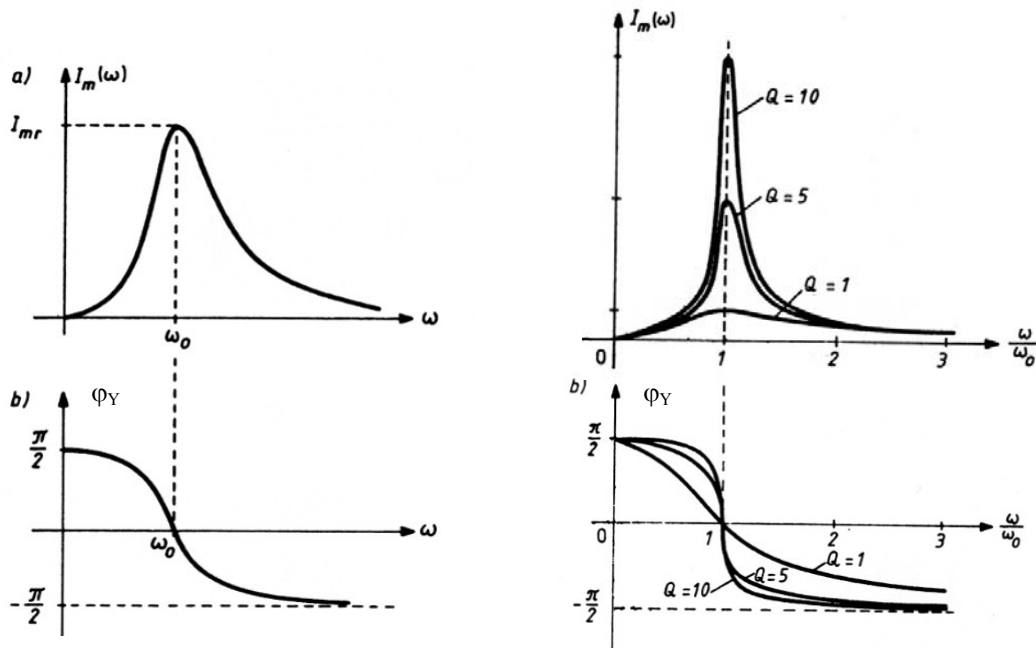 a)
I_m(ω)
I_mr
ω_0
ω
I_m(ω)
Q = 10
Q = 5
Q = 1
0
1
2
3
ω/ω_0
b)
φ_Y
π/2
ω_0
ω
-π/2
b)
φ_Y
π/2
0
1
2
3
ω/ω_0
Q = 1
Q = 10
Q = 5
-π/2